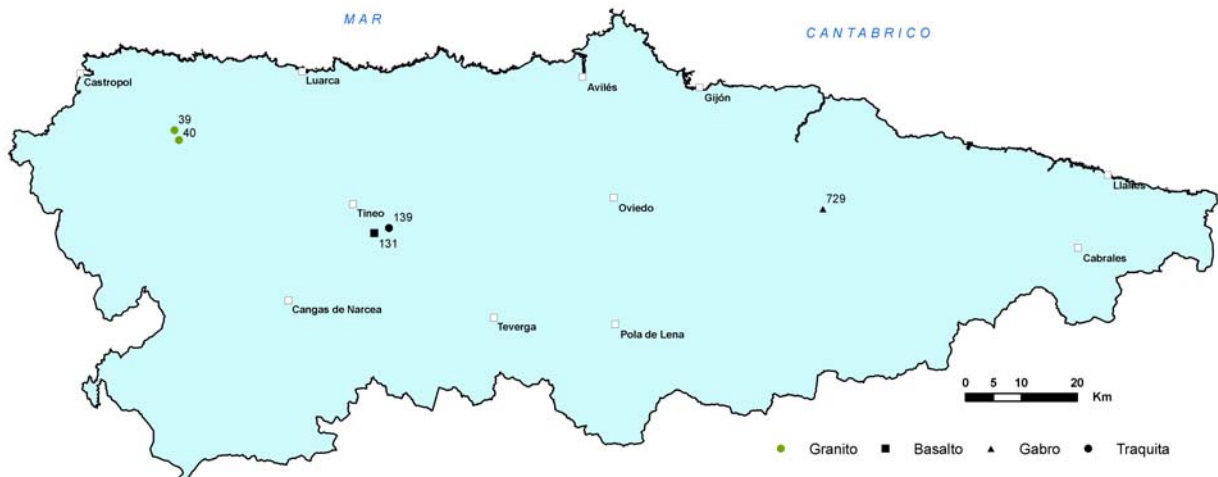 MAR
CANTABRICO
Castropol
Luarca
Avilés
Gijón
39
40
Llanes
Tineo
139
131
Oviedo
729
Cabrales
Cangas de Narcea
Teverga
Pola de Lena
0 5 10 20 Km
Granito Basalto Gabro Traquita